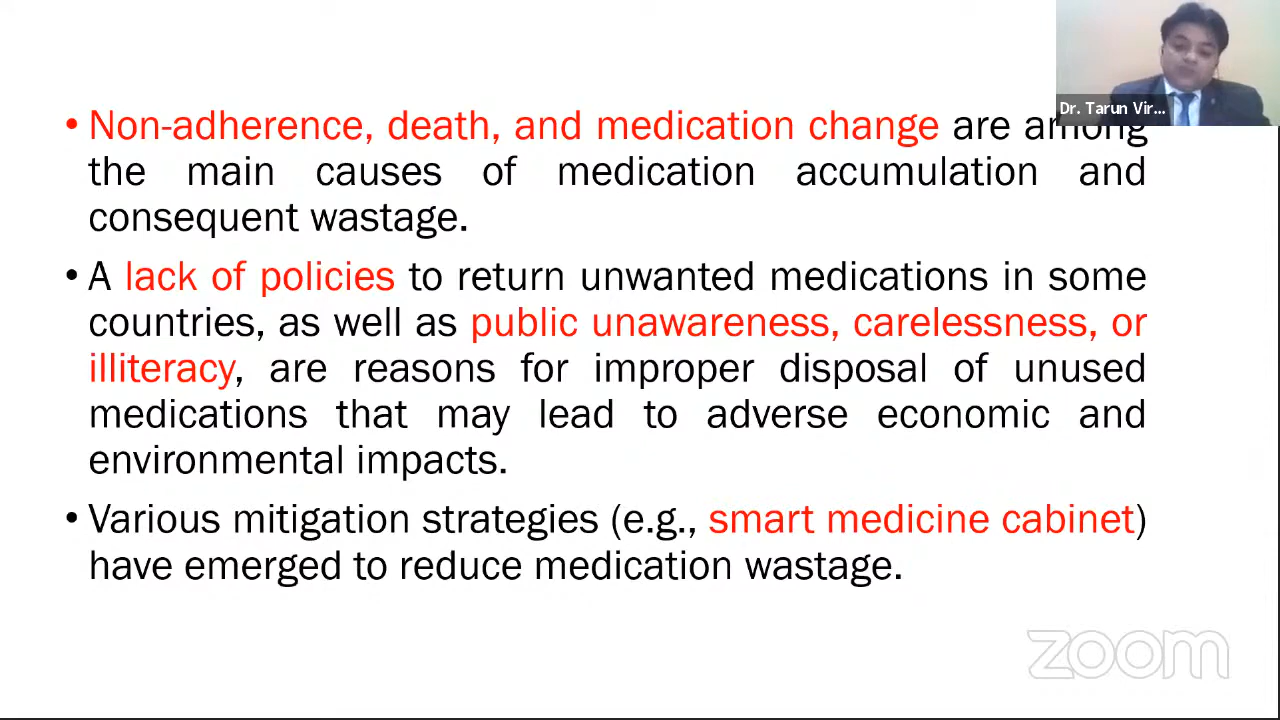 Dr. Tarun Vir...
• Non-adherence, death, and medication change are among
the main causes of medication accumulation and
consequent wastage.
• A lack of policies to return unwanted medications in some
countries, as well as public unawareness, carelessness, or
illiteracy, are reasons for improper disposal of unused
medications that may lead to adverse economic and
environmental impacts.
• Various mitigation strategies (e.g., smart medicine cabinet)
have emerged to reduce medication wastage.
zoom